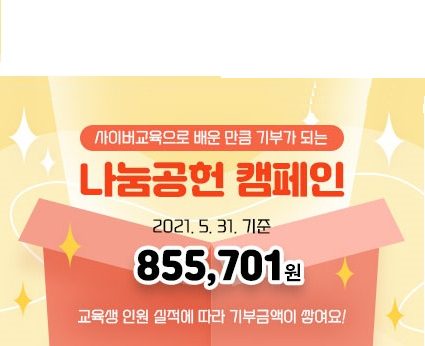 사이버교육으로 배운 만큼 기부가 되는
나눔공헌 캠페인
2021. 5. 31. 기준
855,701원
교육생 인원 실적에 따라 기부금액이 쌓여요!